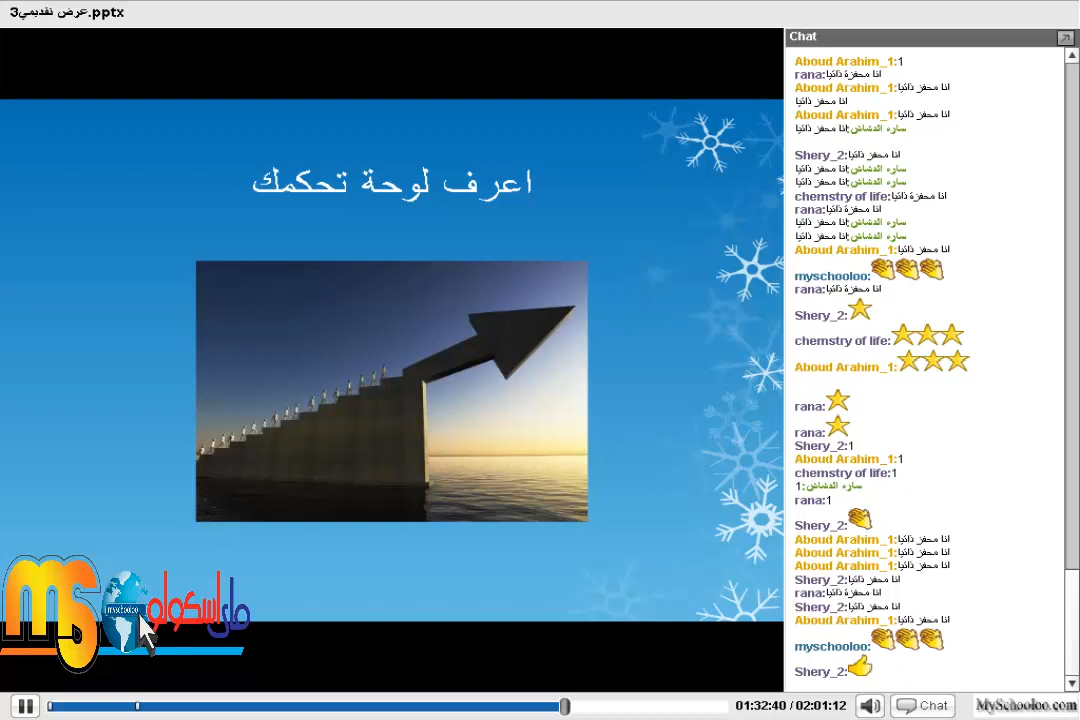 عرض تقديمي3.pptx
Chat
اعرف لوحة تحكمك
Aboud Arahim_1:1
rana:انا محفزة ذاتيا
Aboud Arahim_1:انا محفز ذاتيا
انا محفز ذاتيا
Aboud Arahim_1:انا محفز ذاتيا
ساره الدشاش:انا محفز ذاتيا
Shery_2:انا محفز ذاتيا
ساره الدشاش:انا محفز ذاتيا
ساره الدشاش:انا محفز ذاتيا
chemstry of life:انا محفزة ذاتيا
rana:انا محفزة ذاتيا
ساره الدشاش:انا محفز ذاتيا
ساره الدشاش:انا محفز ذاتيا
Aboud Arahim_1:انا محفز ذاتيا
myschooloo:
rana:انا محفزة ذاتيا
Shery_2:
chemstry of life:
Aboud Arahim_1:
rana:
rana:
Shery_2:1
Aboud Arahim_1:1
chemstry of life:1
ساره الدشاش:1
rana:1
Shery_2:
Aboud Arahim_1:انا محفز ذاتيا
Aboud Arahim_1:انا محفز ذاتيا
Aboud Arahim_1:انا محفز ذاتيا
Shery_2:انا محفز ذاتيا
rana:انا محفزة ذاتيا
Shery_2:انا محفز ذاتيا
Aboud Arahim_1:انا محفز ذاتيا
myschooloo:
Shery_2:
ms myschooloo ماى اسكولو
01:32:40 / 02:01:12
Chat
MySchooloo.com